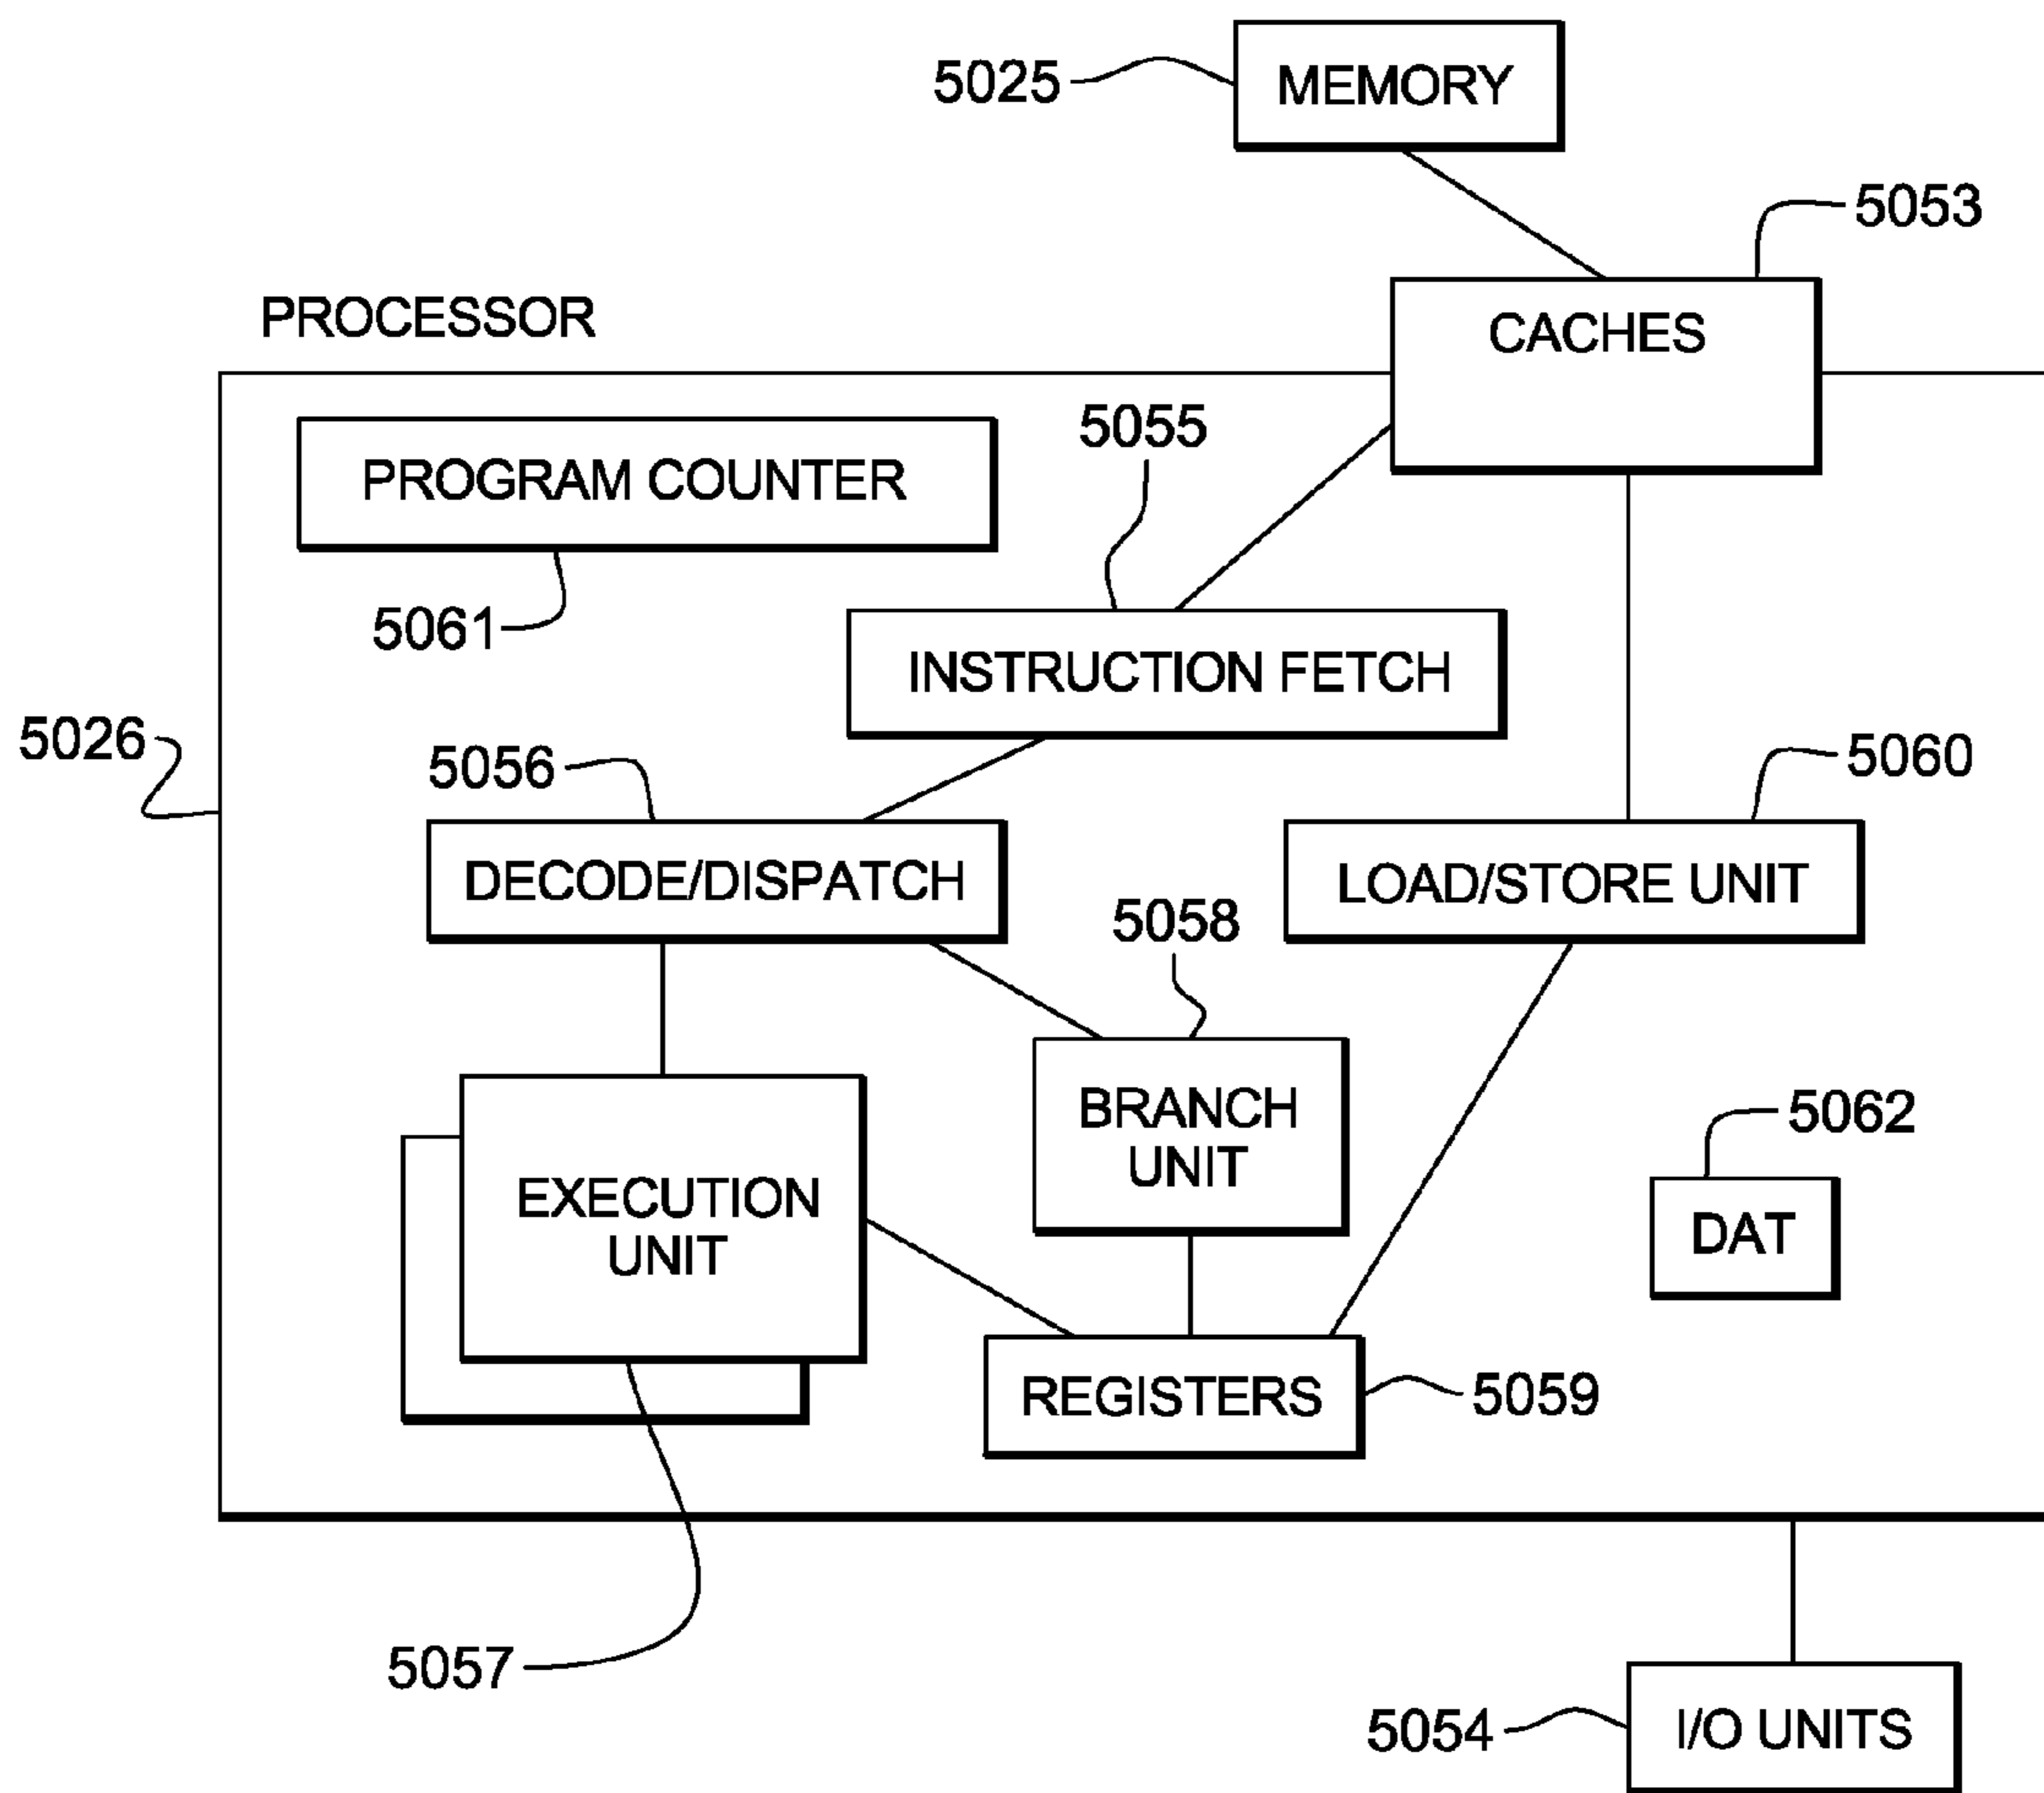 MEMORY
5025
5053
CACHES
PROCESSOR
5055
PROGRAM COUNTER
5061
INSTRUCTION FETCH
5026
5056
5060
DECODE/DISPATCH
LOAD/STORE UNIT
5058
BRANCH
UNIT
5062
EXECUTION
UNIT
DAT
REGISTERS
5059
5057
5054
I/O UNITS